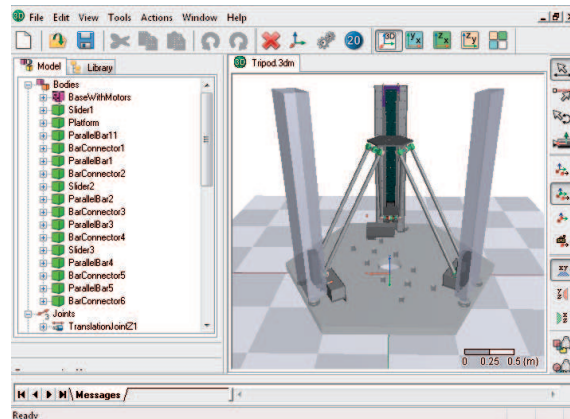 File Edit View Tools Actions Window Help
3D
20
3D
Model Library
Tripod.3dm
Bodies
BaseWithMotors
Slider1
Platform
ParallelBar11
BarConnector1
ParallelBar1
BarConnector2
Slider2
ParallelBar2
BarConnector3
ParallelBar3
BarConnector4
Slider3
ParallelBar4
BarConnector5
ParallelBar5
BarConnector6
Joints
TranslationJointZ1
0 0.25 0.5 (m)
Messages
Ready